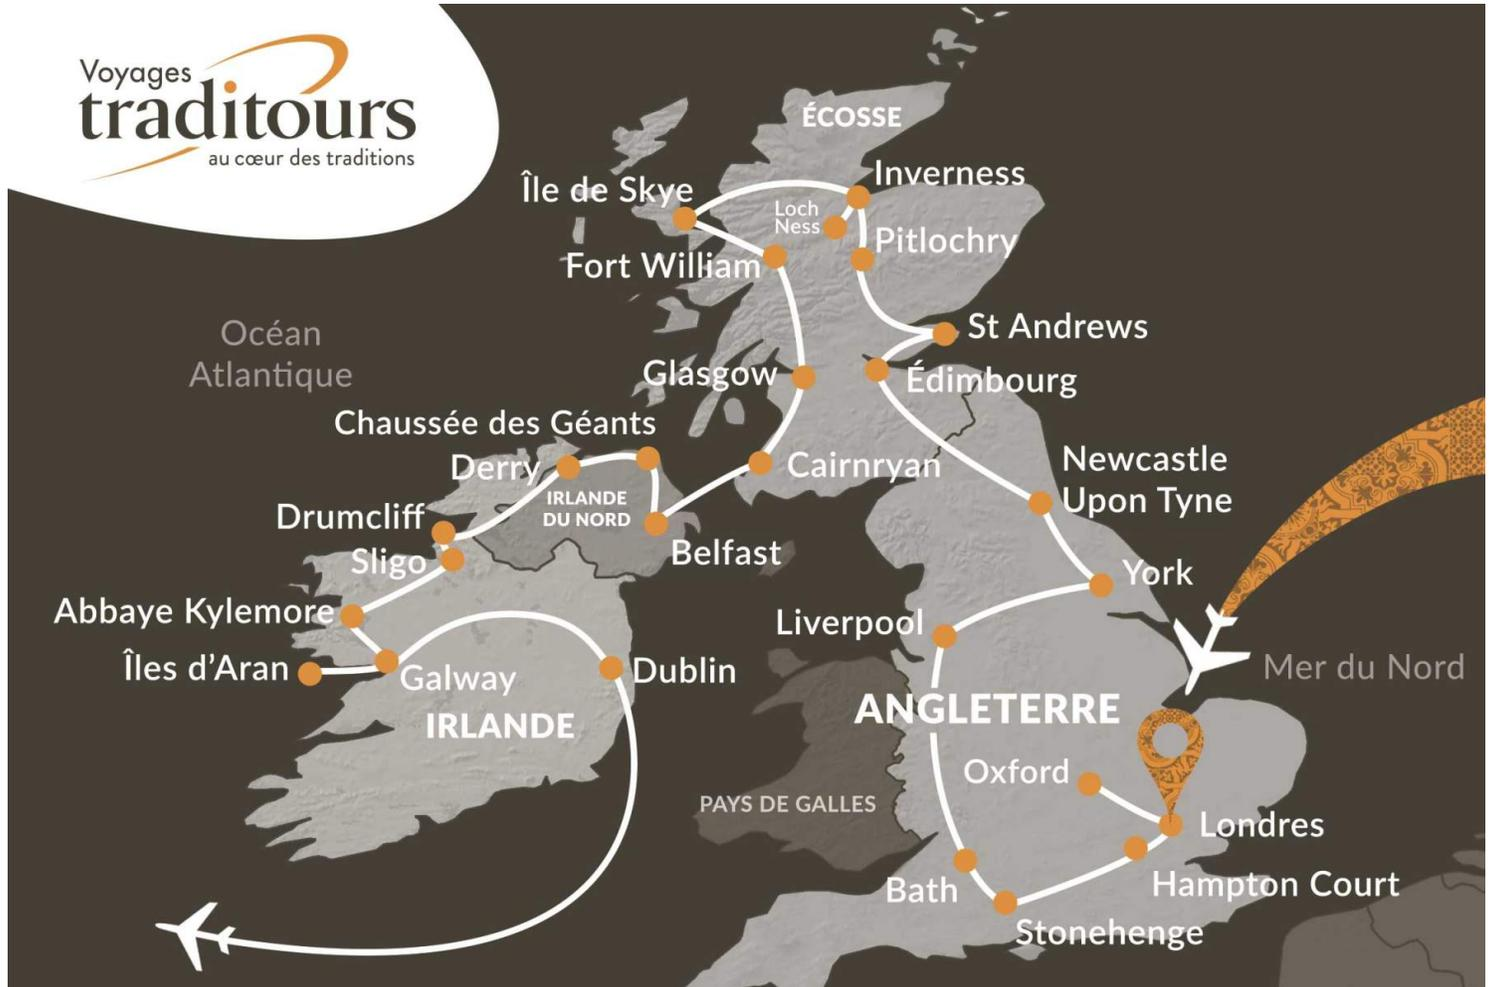 Voyages
traditours
au cœur des traditions
ÉCOSSE
Inverness
Île de Skye
Loch
Ness
Pitlochry
Fort William
St Andrews
Océan
Atlantique
Glasgow
Édimbourg
Chaussée des Géants
Derry
Cairnryan
Newcastle
Upon Tyne
IRLANDE
DU NORD
Drumcliff
Belfast
Sligo
York
Abbaye Kylemore
Liverpool
Îles d'Aran
Galway
Dublin
Mer du Nord
IRLANDE
ANGLETERRE
Oxford
PAYS DE GALLES
Londres
Bath
Hampton Court
Stonehenge